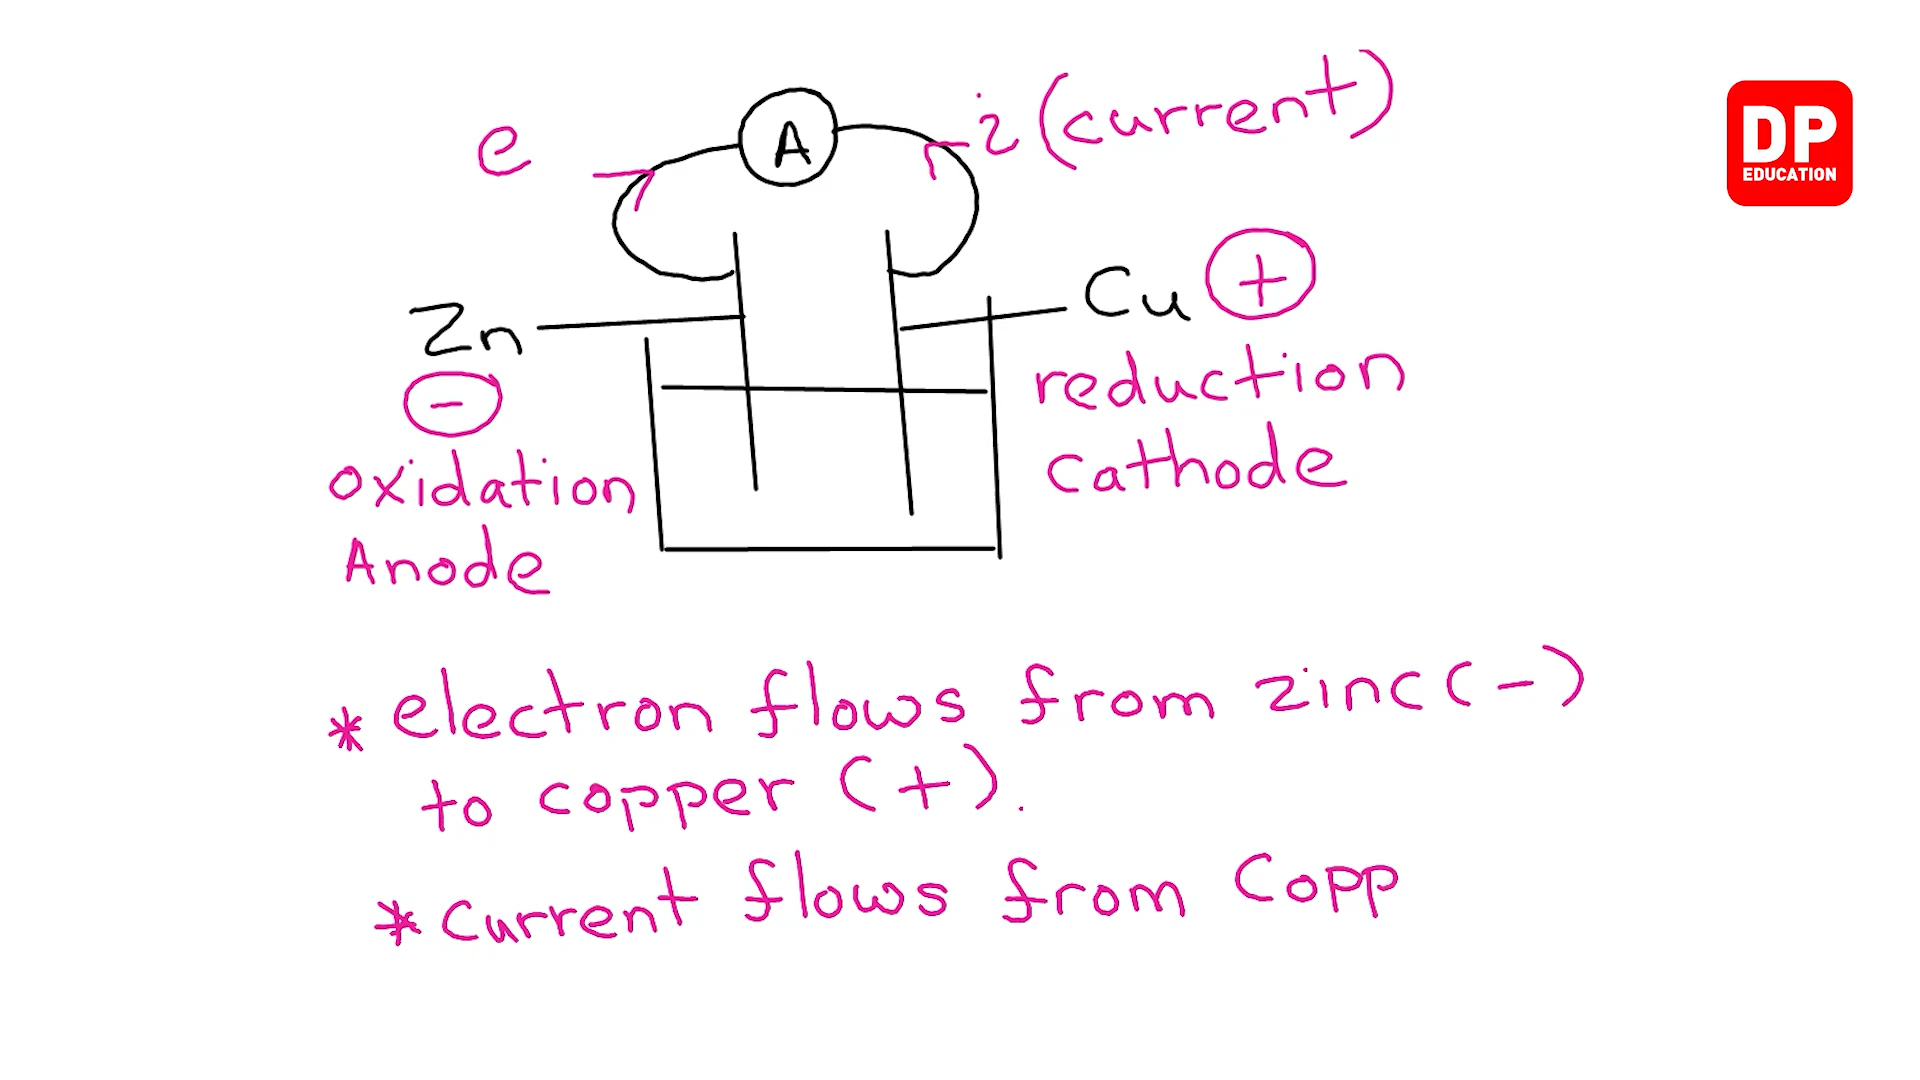 e
A
i (current)
DP
EDUCATION
Zn
-
oxidation
Anode
Cu +
reduction
cathode
* electron flows from zinc (-)
to copper (+).
* current flows from Copp